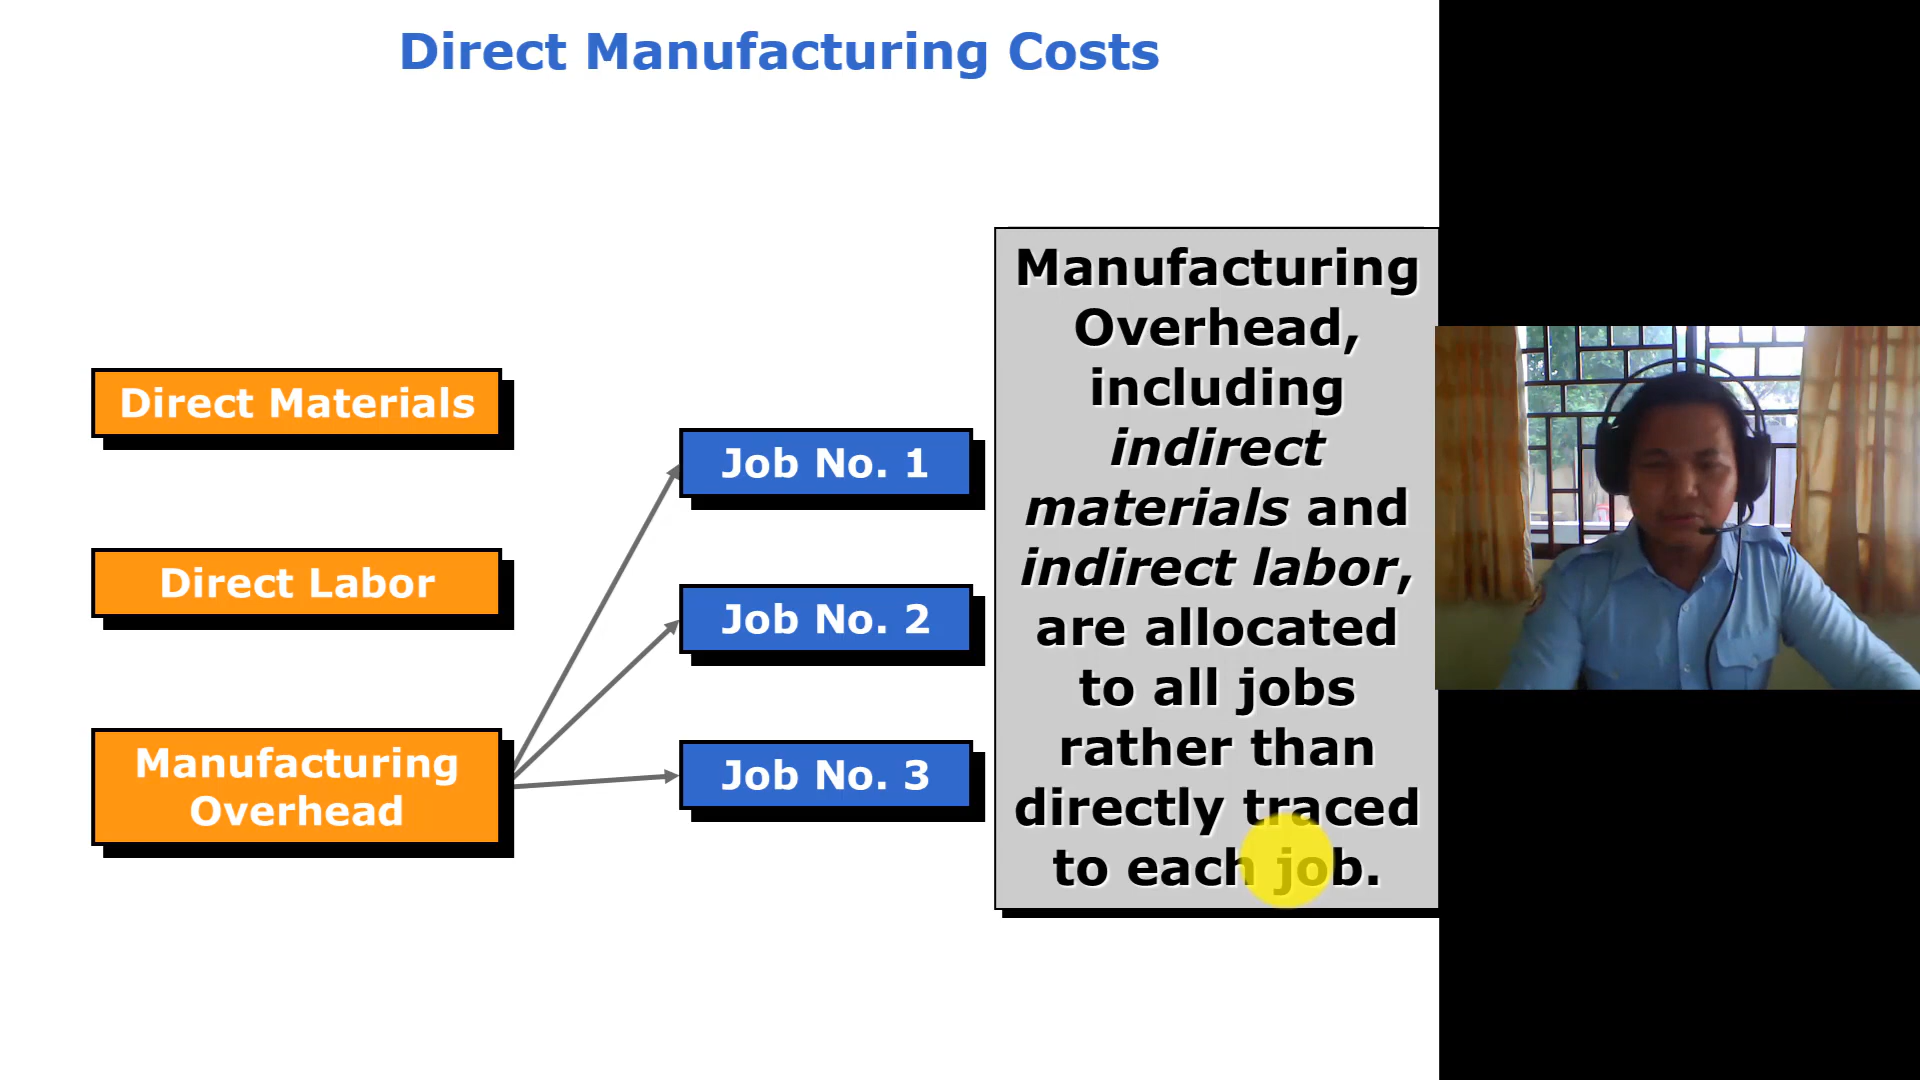 Direct Manufacturing Costs
Direct Materials
Direct Labor
Manufacturing
Overhead
Job No. 1
Job No. 2
Job No. 3
Manufacturing
Overhead,
including
indirect
materials and
indirect labor,
are allocated
to all jobs
rather than
directly traced
to each job.